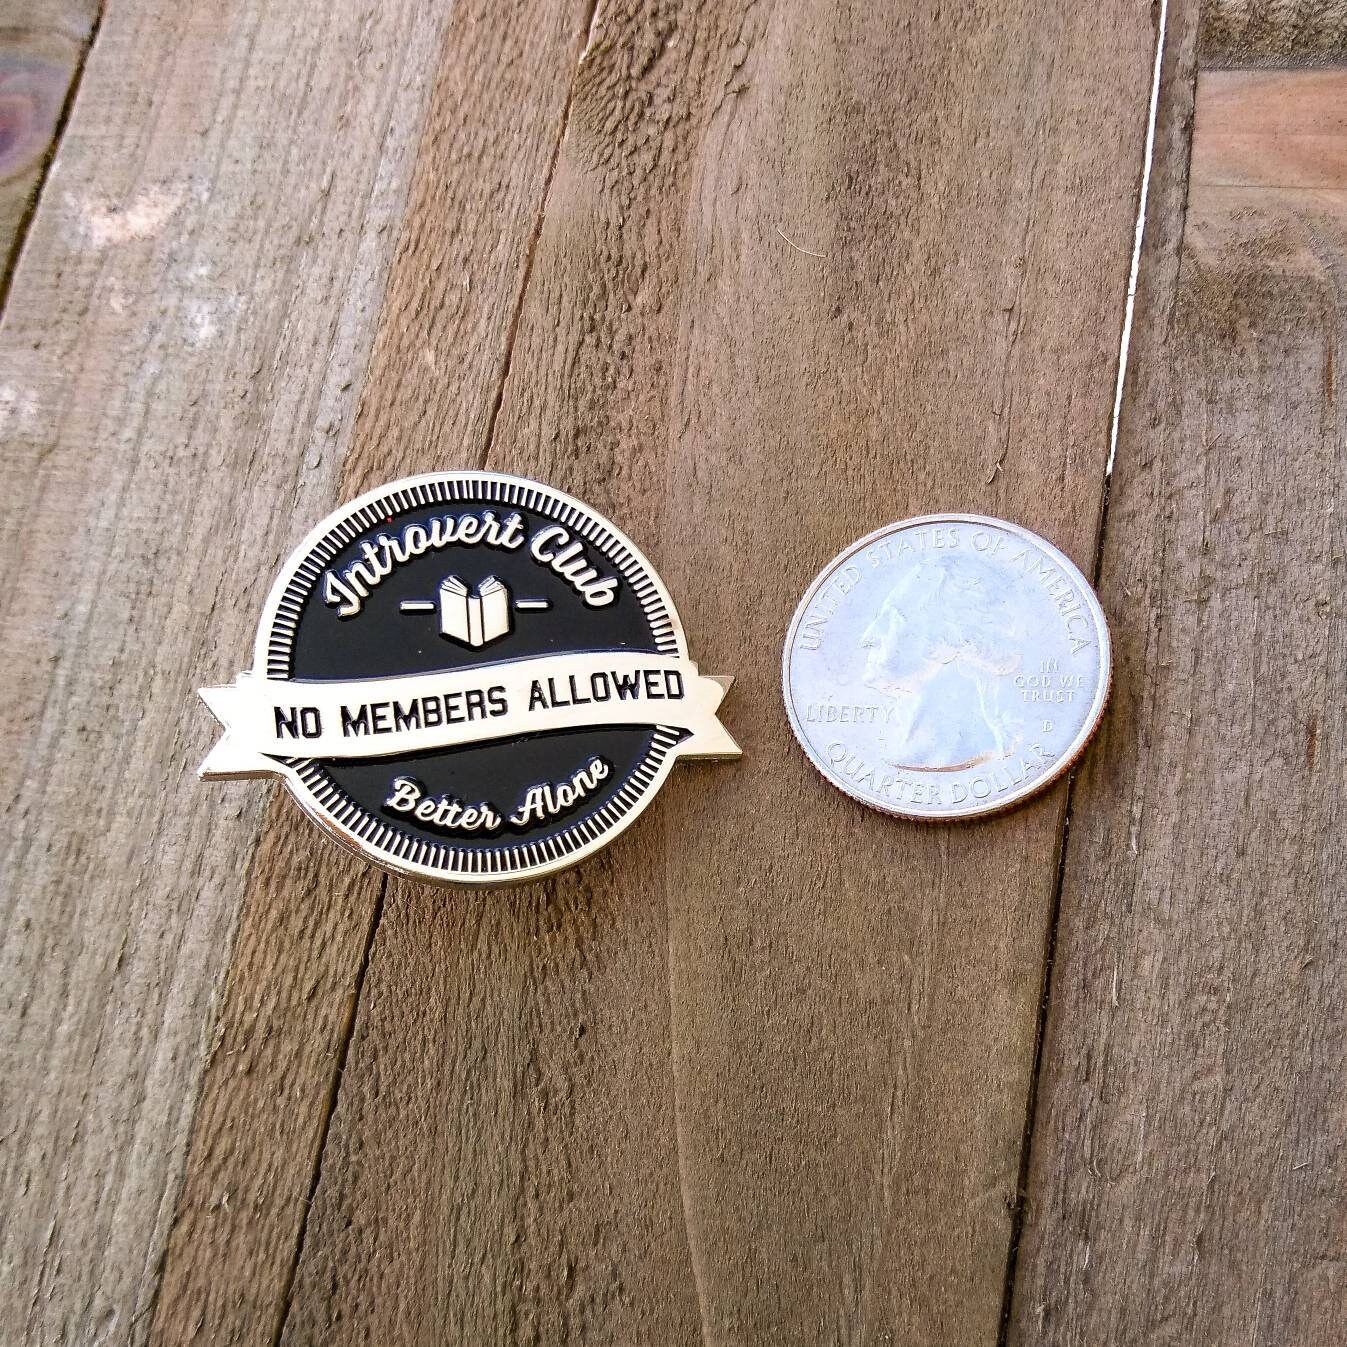 Introvert Club
NO MEMBERS ALLOWED
Better Alone
UNITED STATES OF AMERICA
IN
GOD WE
TRUST
LIBERTY
D
QUARTER DOLLAR